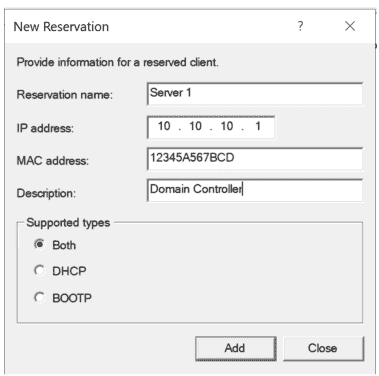 New Reservation ? ×
Provide information for a reserved client.
Reservation name: Server 1
IP address: 10 . 10 . 10 . 1
MAC address: 12345A567BCD
Description: Domain Controller
Supported types
Both
DHCP
BOOTP
Add Close